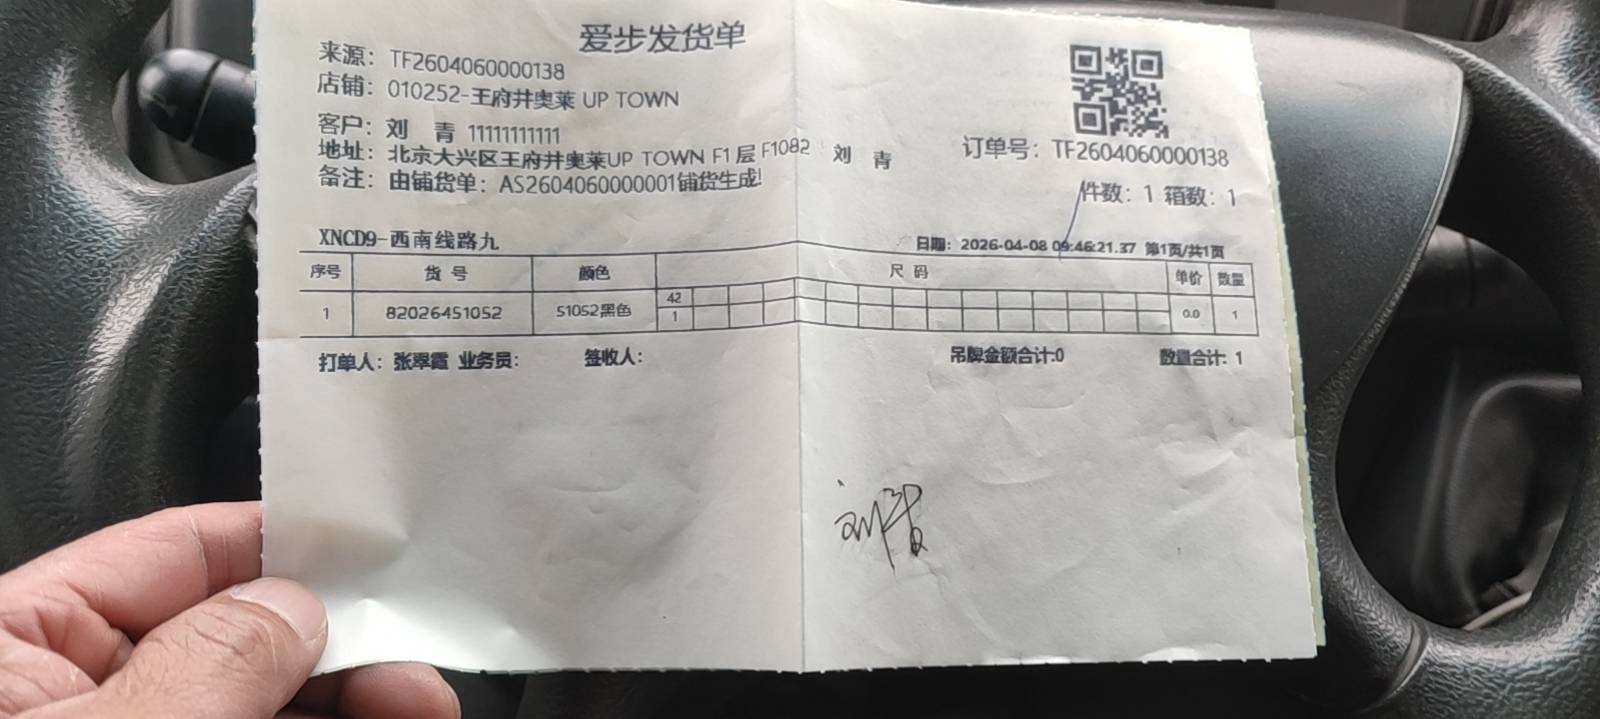 爱步发货单
来源：TF2604060000138
店铺：010252-王府井奥莱 UP TOWN
客户：刘 青 11111111111
地址：北京大兴区王府井奥莱UP TOWN F1 层 F1082 刘 青
备注：由铺货单：AS2604060000001铺货生成!
订单号：TF2604060000138
件数：1 箱数：1
XNCD9-西南线路九 日期：2026-04-08 09:46:21.37 第1页/共1页
序号 货号 颜色 尺码 单价 数量
42
1 82026451052 51052黑色 1 0.0 1
打单人：张翠霞 业务员： 签收人： 吊牌金额合计:0 数量合计: 1
刘青